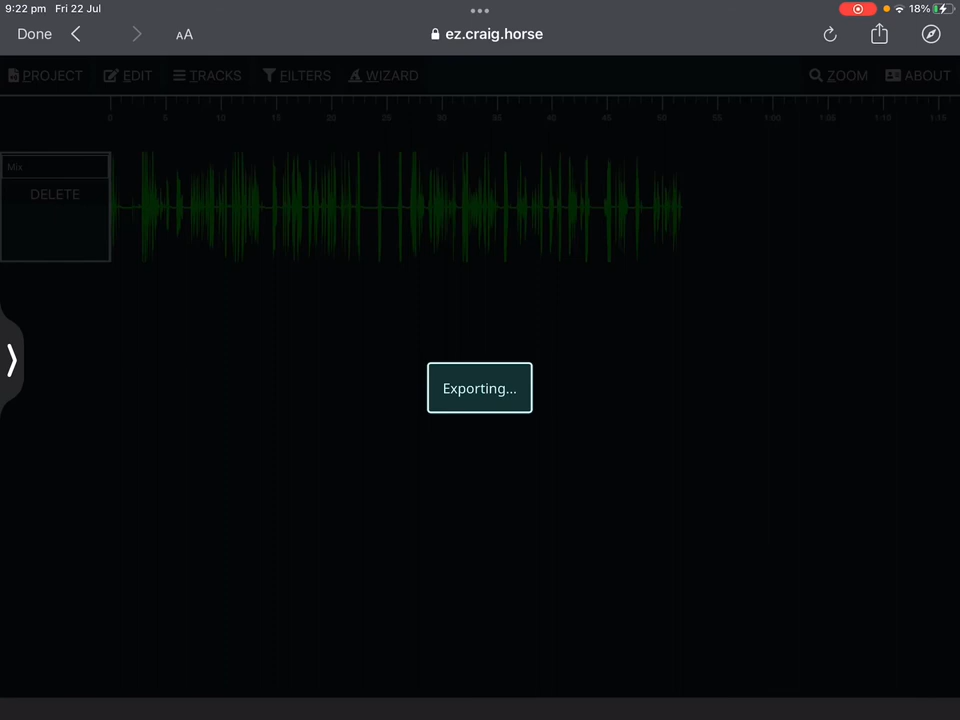 9:22 pm Fri 22 Jul
18%
Done
AA
ez.craig.horse
PROJECT EDIT TRACKS FILTERS WIZARD ZOOM ABOUT
0 5 10 15 20 25 30 35 40 45 50 55 1:00 1:05 1:10 1:15
Mix
DELETE
Exporting...